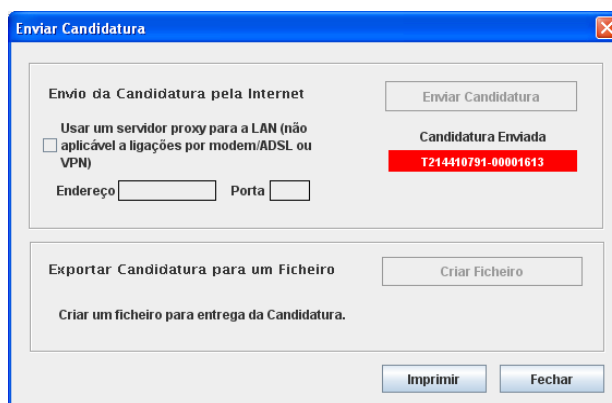 Enviar Candidatura
Envio da Candidatura pela Internet
Enviar Candidatura
Usar um servidor proxy para a LAN (não
aplicável a ligações por modem/ADSL ou
VPN)
Candidatura Enviada
T214410791-00001613
Endereço
Porta
Exportar Candidatura para um Ficheiro
Criar Ficheiro
Criar um ficheiro para entrega da Candidatura.
Imprimir
Fechar